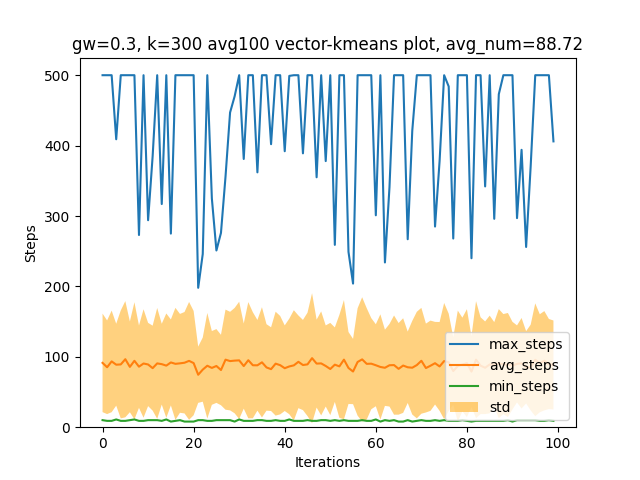 gw=0.3, k=300 avg100 vector-kmeans plot, avg_num=88.72
500
400
300
200
100
0
Steps
0 20 40 60 80 100
Iterations
max_steps
avg_steps
min_steps
std